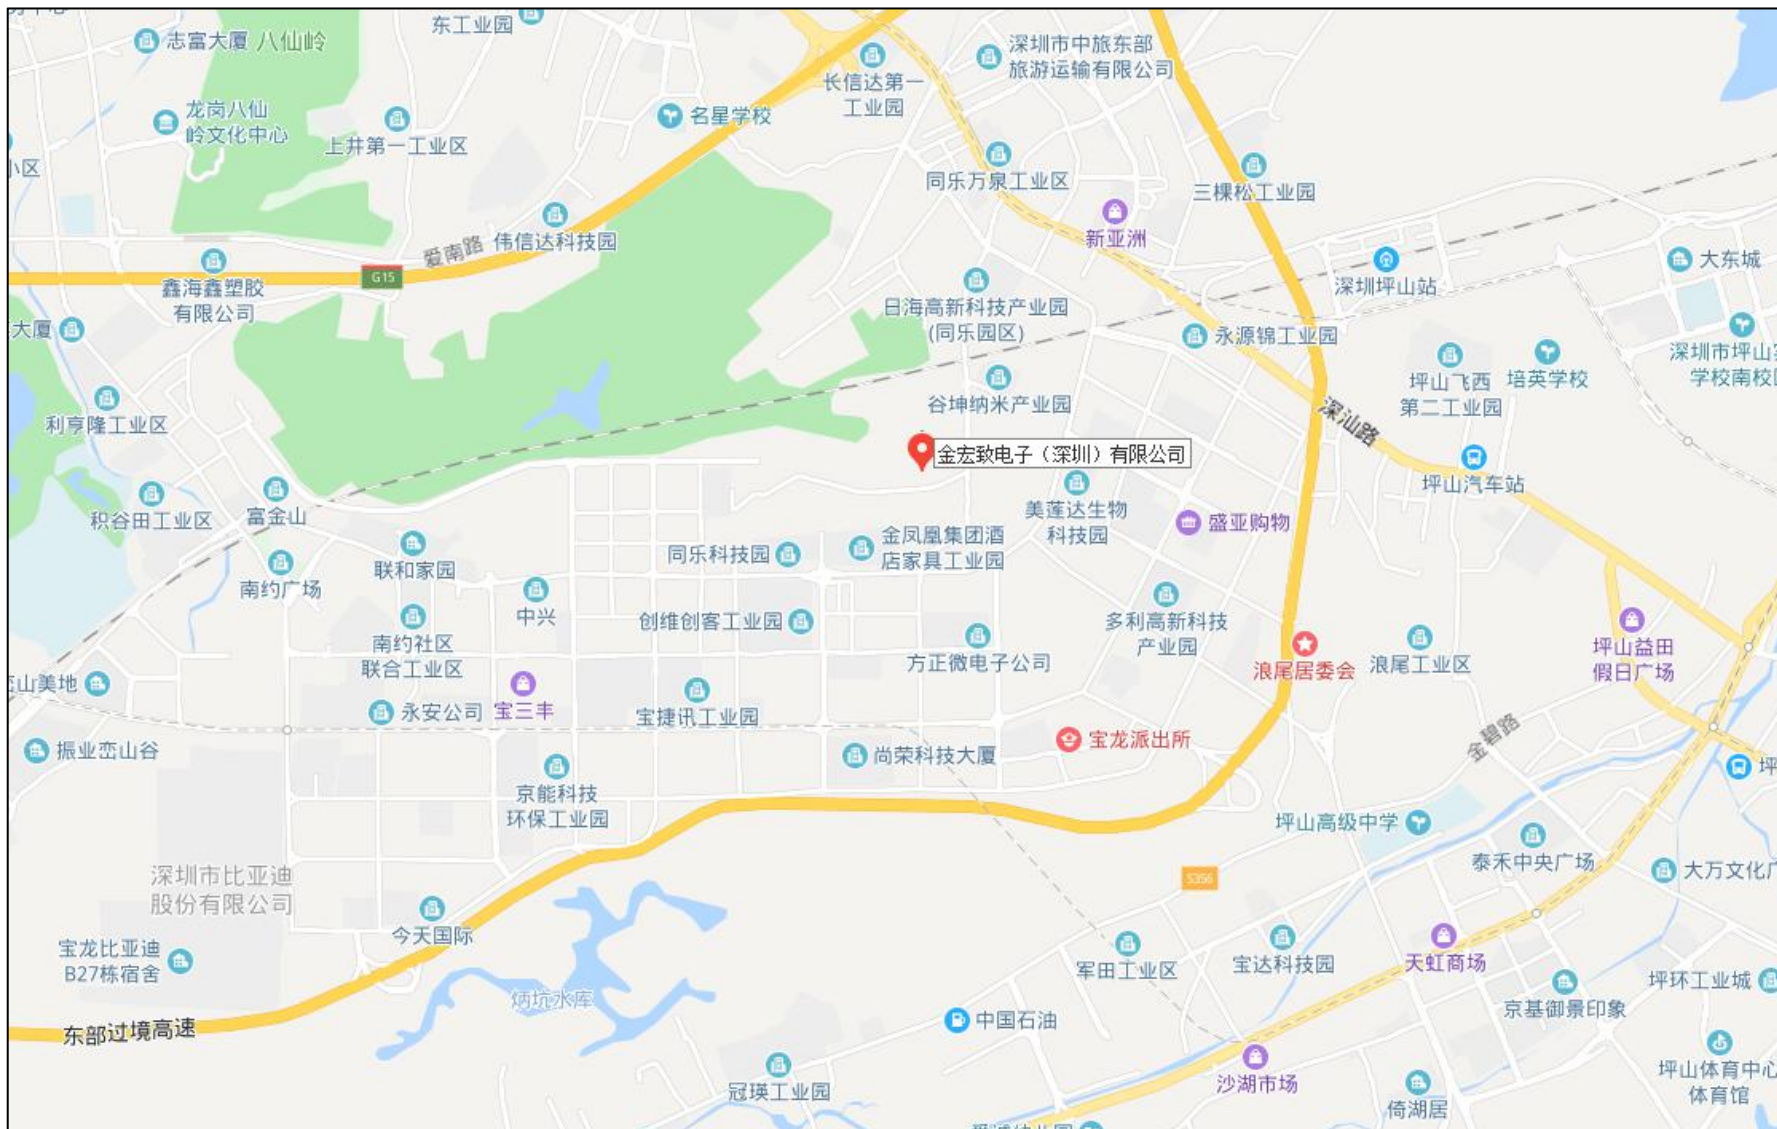 东工业园
志富大厦
八仙岭
长信达第一
工业园
深圳市中旅东部
旅游运输有限公司
龙岗八仙
岭文化中心
上井第一工业区
名星学校
小区
同乐万泉工业区
三棵松工业园
爱南路
伟信达科技园
新亚洲
G15
鑫海鑫塑胶
有限公司
日海高新科技产业园
(同乐园区)
深圳坪山站
大东城
大厦
永源锦工业园
利亨隆工业区
谷坤纳米产业园
深汕路
坪山飞西
第二工业园
培英学校
深圳市坪山实
学校南校区
金宏致电子（深圳）有限公司
坪山汽车站
积谷田工业区
富金山
美莲达生物
科技园
盛亚购物
联和家园
同乐科技园
金凤凰集团酒
店家具工业园
南约广场
中兴
创维创客工业园
多利高新科技
产业园
南约社区
联合工业区
方正微电子公司
浪尾居委会
浪尾工业区
坪山益田
假日广场
峦山美地
永安公司
宝三丰
宝捷讯工业园
振业峦山谷
尚荣科技大厦
宝龙派出所
金碧路
坪
京能科技
环保工业园
坪山高级中学
泰禾中央广场
深圳市比亚迪
股份有限公司
S356
大万文化广
今天国际
宝龙比亚迪
B27栋宿舍
军田工业区
宝达科技园
天虹商场
炳坑水库
坪环工业城
京基御景印象
东部过境高速
中国石油
冠瑛工业园
沙湖市场
倚湖居
坪山体育中心
体育馆